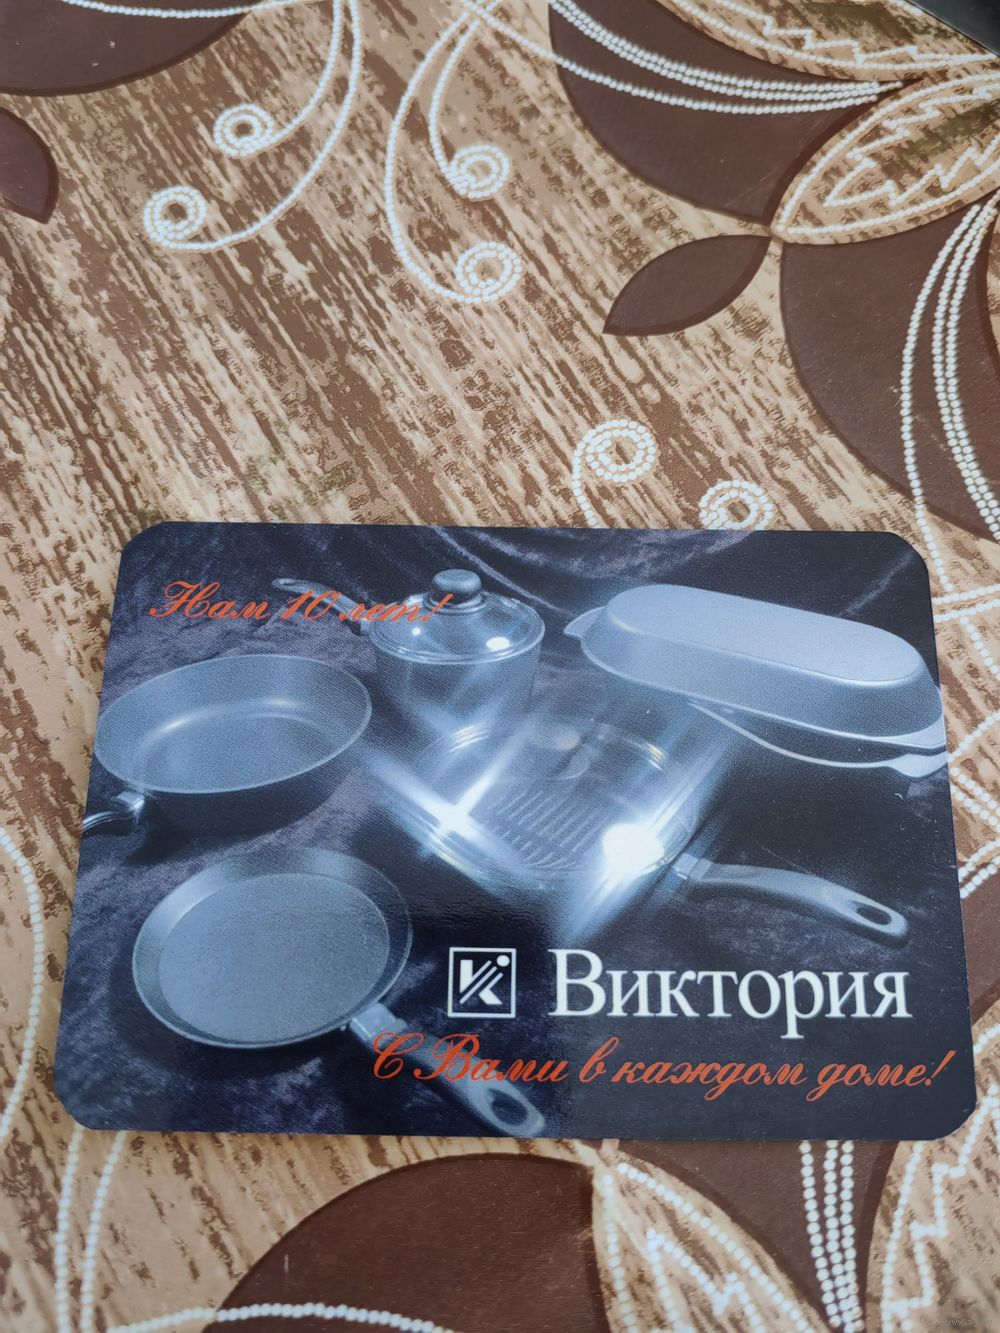 Нам 10 лет!
Виктория
С Вами в каждом доме!